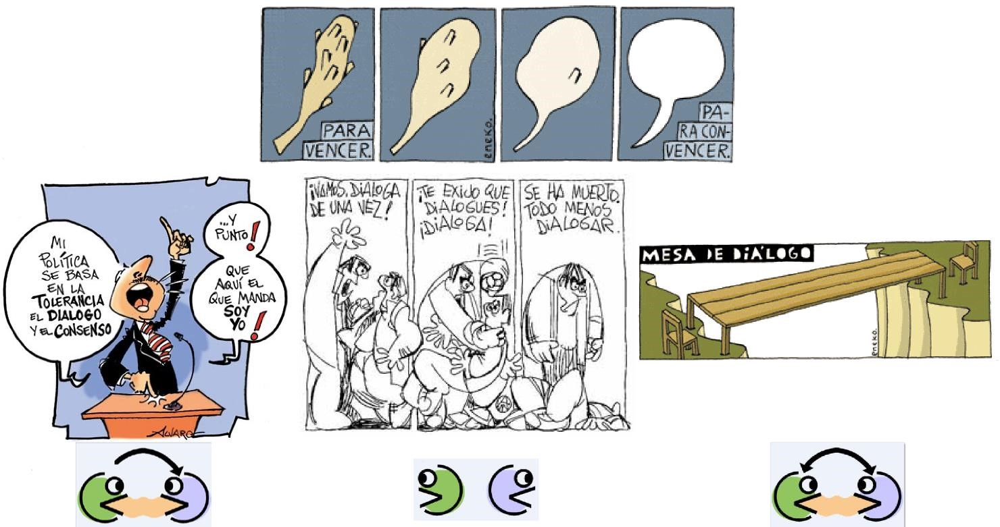 PARA
VENCER.
eneko.
PA-
RA CON-
VENCER.
MI
POLÍTICA
SE BASA
EN LA
TOLERANCIA
EL DIALOGO
Y EL CONSENSO
...Y
PUNTO!
QUE
AQUÍ EL
QUE MANDA
SOY
YO!
ALVARO
¡VAMOS, DIALOGA
DE UNA VEZ!
¡TE EXIJO QUE
DIALOGUES!
¡DIALOGA!
SE HA MUERTO.
TODO MENOS
DIALOGAR.
MESA DE DIÁLOGO
eneko.